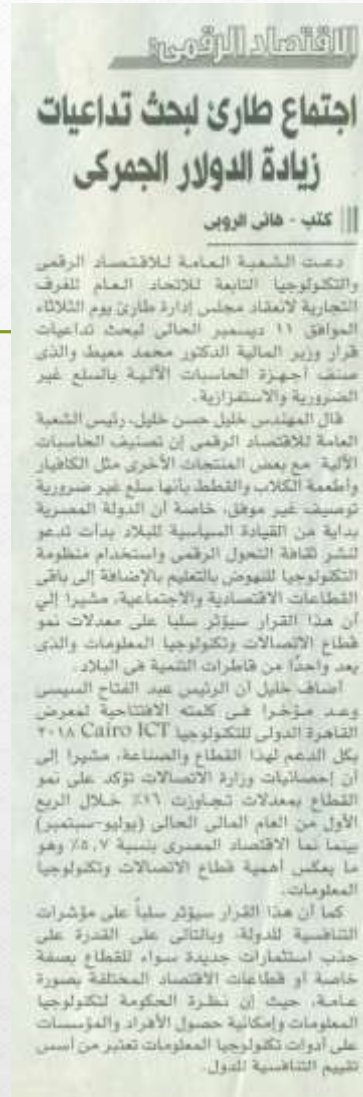 الاقتصاد الرقمى:
اجتماع طارئ لبحث تداعيات
زيادة الدولار الجمركى
كتب - هانى الروبى
دعت الشعبة العامة للاقتصاد الرقمى
والتكنولوجيا التابعة للاتحاد العام للغرف
التجارية لانعقاد مجلس إدارة طارئ يوم الثلاثاء
الموافق ١١ ديسمبر الحالى لبحث تداعيات
قرار وزير المالية الدكتور محمد معيط والذى
صنف أجهزة الحاسبات الآلية بالسلع غير
الضرورية والاستفزازية.
قال المهندس خليل حسن خليل، رئيس الشعبة
العامة للاقتصاد الرقمى إن تصنيف الحاسبات
الآلية مع بعض المنتجات الأخرى مثل الكافيار
وأطعمة الكلاب والقطط بأنها سلع غير ضرورية
توصيف غير موفق، خاصة أن الدولة المصرية
بداية من القيادة السياسية للبلاد بدأت تدعو
لنشر ثقافة التحول الرقمى واستخدام منظومة
التكنولوجيا للنهوض بالتعليم بالإضافة إلى باقى
القطاعات الاقتصادية والاجتماعية، مشيرا إلي
أن هذا القرار سيؤثر سلبا على معدلات نمو
قطاع الاتصالات وتكنولوجيا المعلومات والذى
يعد واحدًا من قاطرات التنمية فى البلاد.
أضاف خليل أن الرئيس عبد الفتاح السيسى
وعد مؤخرا فى كلمته الافتتاحية لمعرض
القاهرة الدولى للتكنولوجيا Cairo ICT ٢٠١٨
بكل الدعم لهذا القطاع والصناعة، مشيرا إلى
أن إحصائيات وزارة الاتصالات تؤكد على نمو
القطاع بمعدلات تجاوزت ١٦٪ خلال الربع
الأول من العام المالى الحالى (يوليو-سبتمبر)
بينما نما الاقتصاد المصرى بنسبة ٥,٧٪ وهو
ما يعكس أهمية قطاع الاتصالات وتكنولوجيا
المعلومات.
كما أن هذا القرار سيؤثر سلباً على مؤشرات
التنافسية للدولة، وبالتالى على القدرة على
جذب استثمارات جديدة سواء للقطاع بصفة
خاصة أو قطاعات الاقتصاد المختلفة بصورة
عامة، حيث إن نظرة الحكومة لتكنولوجيا
المعلومات وإمكانية حصول الأفراد والمؤسسات
على أدوات تكنولوجيا المعلومات تعتبر من أسس
تقييم التنافسية للدول.